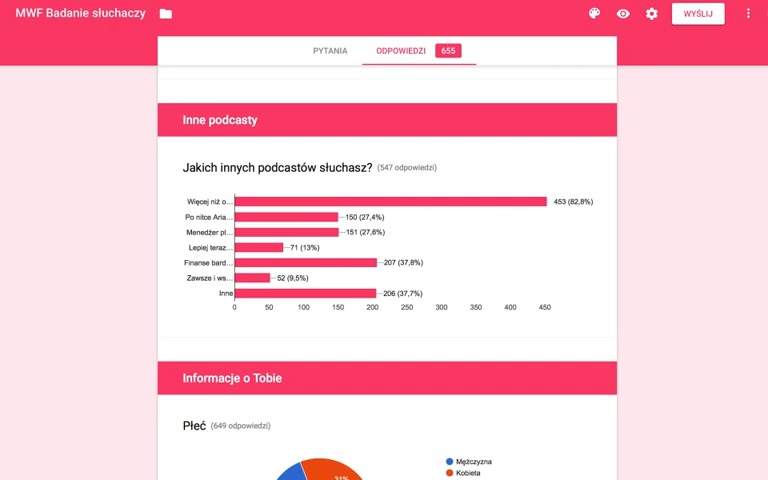 MWF Badanie słuchaczy
WYŚLIJ
PYTANIA
ODPOWIEDZI 655
Inne podcasty
Jakich innych podcastów słuchasz? (547 odpowiedzi)
Więcej niż o... 453 (82,8%)
Po nitce Aria... 150 (27,4%)
Menedżer pl... 151 (27,6%)
Lepiej teraz... 71 (13%)
Finanse bard... 207 (37,8%)
Zawsze i ws... 52 (9,5%)
Inne 206 (37,7%)
0 50 100 150 200 250 300 350 400 450
Informacje o Tobie
Płeć (649 odpowiedzi)
Mężczyzna
Kobieta
31%